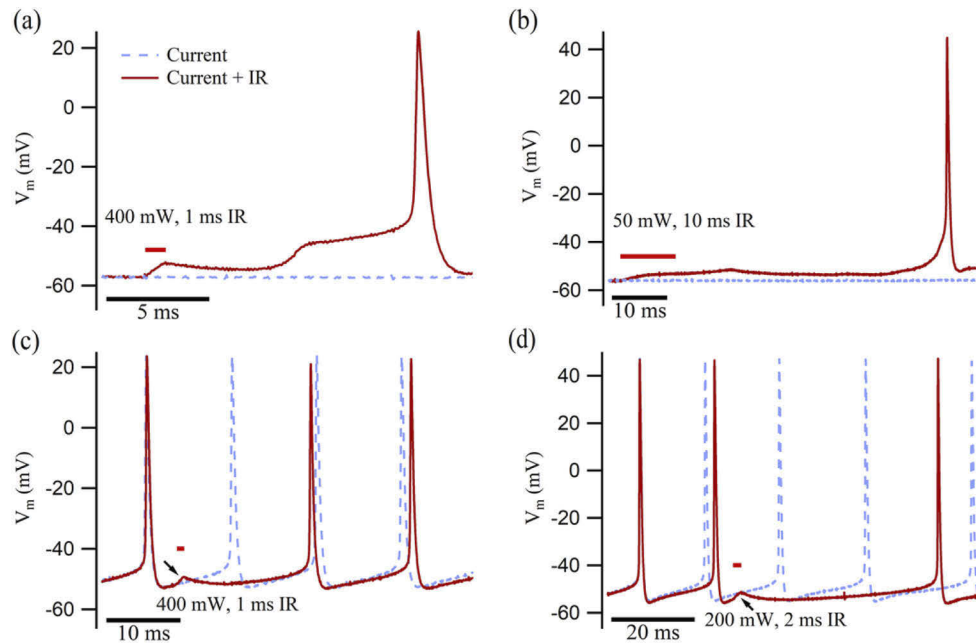 (a)
20
0
-20
-40
-60
Vm (mV)
Current
Current + IR
400 mW, 1 ms IR
5 ms
(b)
40
20
0
-20
-40
-60
Vm (mV)
50 mW, 10 ms IR
10 ms
(c)
20
0
-20
-40
-60
Vm (mV)
400 mW, 1 ms IR
10 ms
(d)
40
20
0
-20
-40
-60
Vm (mV)
200 mW, 2 ms IR
20 ms